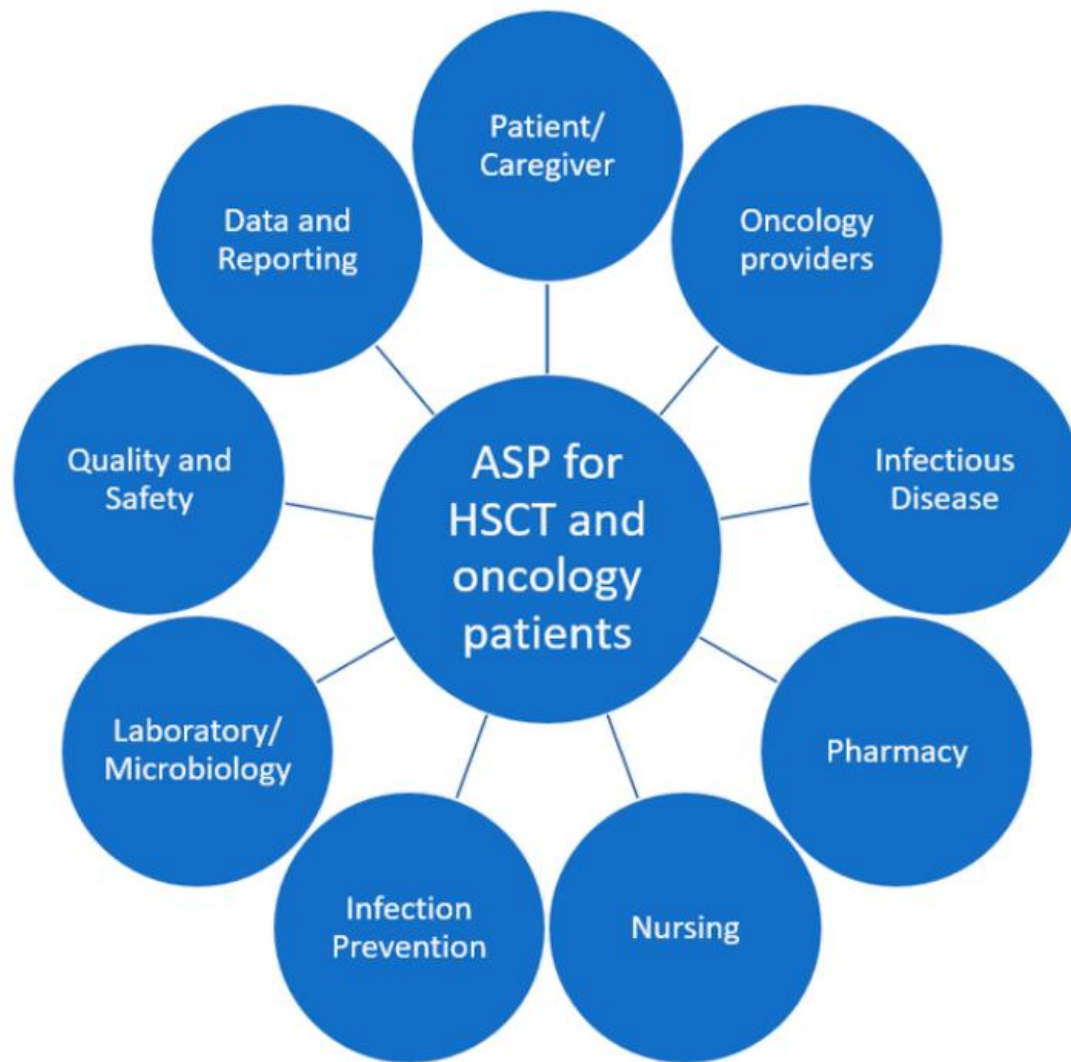 Patient/
Caregiver
Oncology
providers
Infectious
Disease
Pharmacy
Nursing
Infection
Prevention
Laboratory/
Microbiology
Quality and
Safety
Data and
Reporting
ASP for
HSCT and
oncology
patients